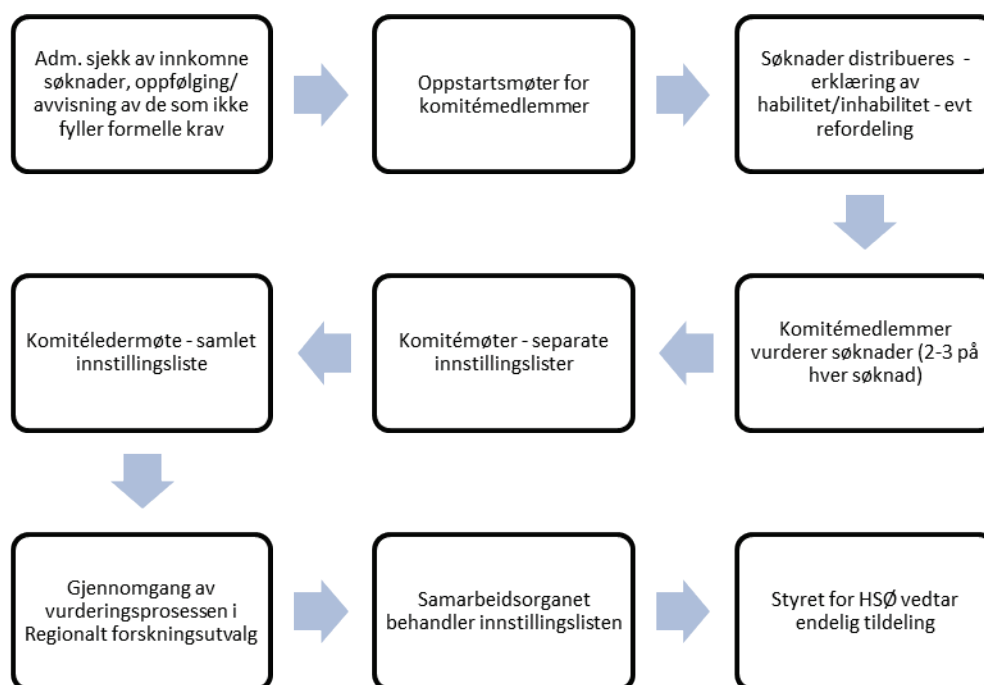 Adm. sjekk av innkomne
søknader, oppfølging/
avvisning av de som ikke
fyller formelle krav
Oppstartsmøter for
komitémedlemmer
Søknader distribueres -
erklæring av
habilitet/inhabilitet - evt
refordeling
Komitémedlemmer
vurderer søknader (2-3 på
hver søknad)
Komitémøter - separate
innstillingslister
Komitéledermøte - samlet
innstillingsliste
Gjennomgang av
vurderingsprosessen i
Regionalt forskningsutvalg
Samarbeidsorganet
behandler innstillingslisten
Styret for HSØ vedtar
endelig tildeling